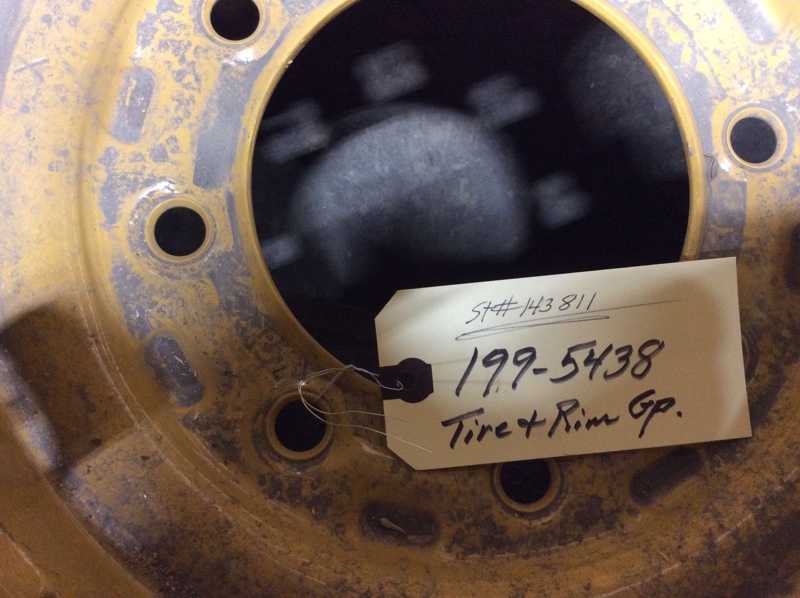 St# 143811
199-5438
Tire + Rim Gp.